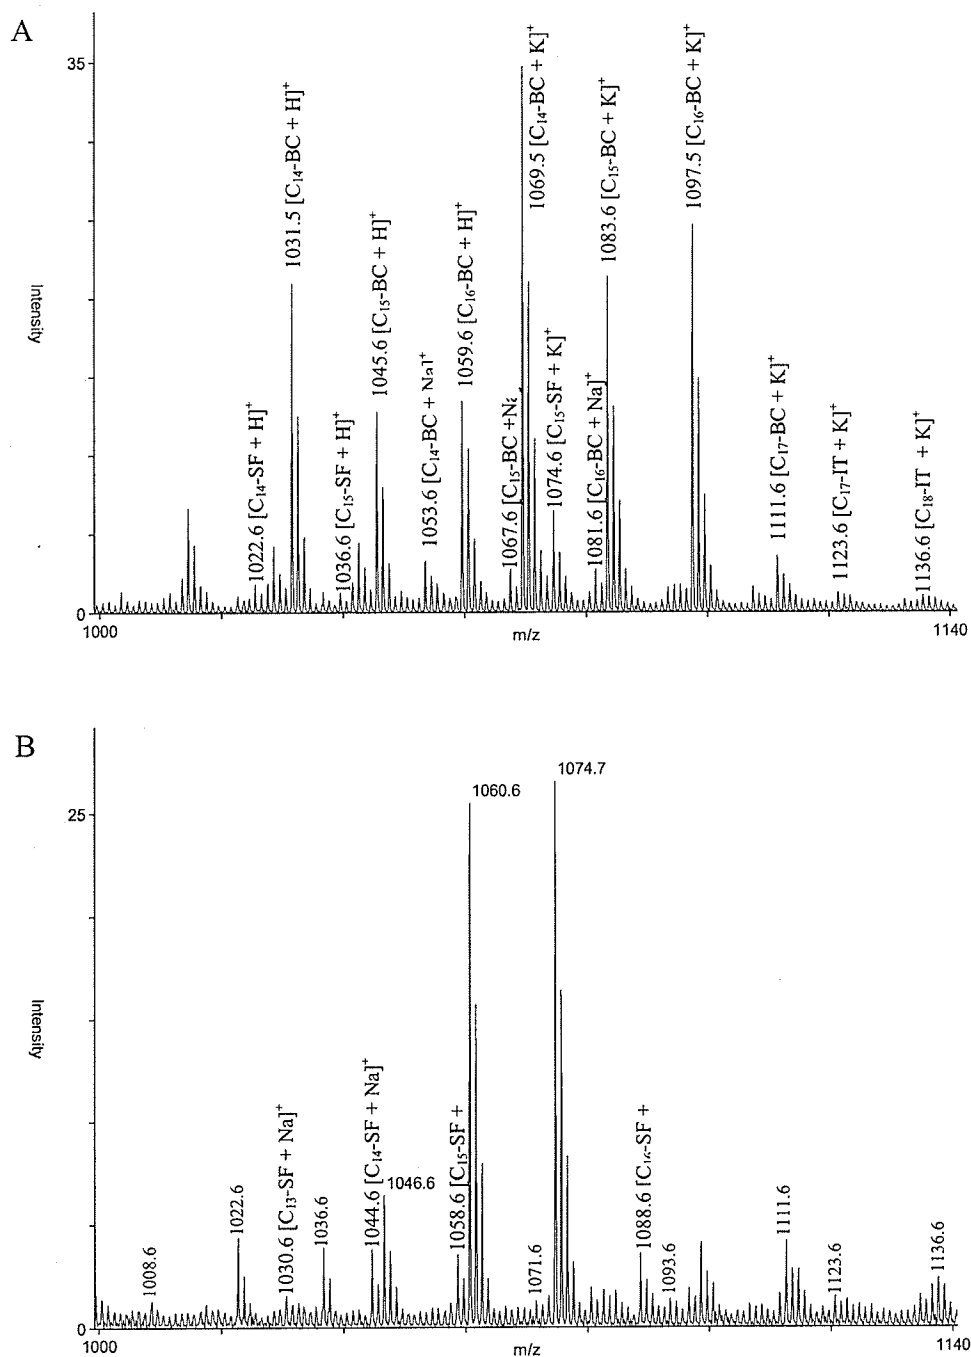 A
35
Intensity
0
1022.6 [C₁₄-SF + H]⁺
1031.5 [C₁₄-BC + H]⁺
1036.6 [C₁₅-SF + H]⁺
1045.6 [C₁₅-BC + H]⁺
1053.6 [C₁₄-BC + Na]⁺
1059.6 [C₁₆-BC + H]⁺
1067.6 [C₁₅-BC +Na
1069.5 [C₁₄-BC + K]⁺
1074.6 [C₁₅-SF + K]⁺
1081.6 [C₁₆-BC + Na]⁺
1083.6 [C₁₅-BC + K]⁺
1097.5 [C₁₆-BC + K]⁺
1111.6 [C₁₇-BC + K]⁺
1123.6 [C₁₇-IT + K]⁺
1136.6 [C₁₈-IT + K]⁺
1000
m/z
1140
B
25
Intensity
0
1008.6
1022.6
1030.6 [C₁₃-SF + Na]⁺
1036.6
1044.6 [C₁₄-SF + Na]⁺
1046.6
1058.6 [C₁₅-SF +
1060.6
1071.6
1074.7
1088.6 [C₁₆-SF +
1093.6
1111.6
1123.6
1136.6
1000
m/z
1140